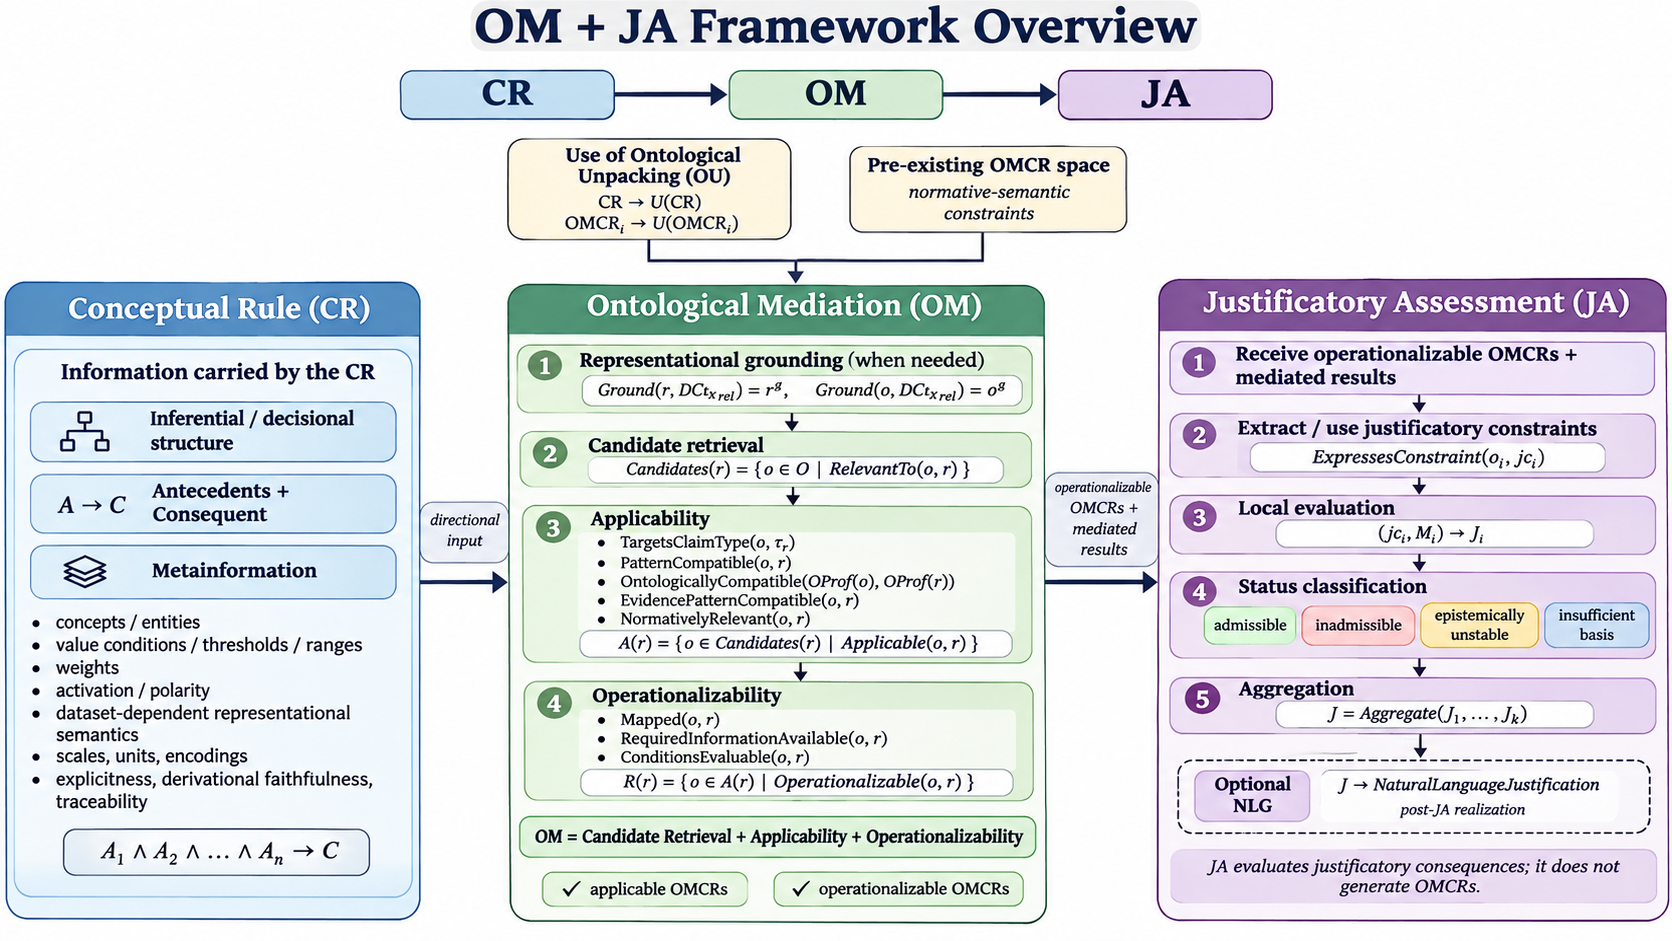 OM + JA Framework Overview
CR
OM
JA
Use of Ontological
Unpacking (OU)
CR → U(CR)
OMCRᵢ → U(OMCRᵢ)
Pre-existing OMCR space
normative-semantic
constraints
Conceptual Rule (CR)
Information carried by the CR
Inferential / decisional
structure
A → C
Antecedents +
Consequent
Metainformation
• concepts / entities
• value conditions / thresholds / ranges
• weights
• activation / polarity
• dataset-dependent representational
semantics
• scales, units, encodings
• explicitness, derivational faithfulness,
traceability
A₁ ∧ A₂ ∧ … ∧ Aₙ → C
directional
input
Ontological Mediation (OM)
1 Representational grounding (when needed)
Ground(r, DCtx_rel) = r^g, Ground(o, DCtx_rel) = o^g
2 Candidate retrieval
Candidates(r) = { o ∈ O | RelevantTo(o, r) }
3 Applicability
• TargetsClaimType(o, τᵣ)
• PatternCompatible(o, r)
• OntologicallyCompatible(OProf(o), OProf(r))
• EvidencePatternCompatible(o, r)
• NormativelyRelevant(o, r)
A(r) = { o ∈ Candidates(r) | Applicable(o, r) }
4 Operationalizability
• Mapped(o, r)
• RequiredInformationAvailable(o, r)
• ConditionsEvaluable(o, r)
R(r) = { o ∈ A(r) | Operationalizable(o, r) }
OM = Candidate Retrieval + Applicability + Operationalizability
✓ applicable OMCRs
✓ operationalizable OMCRs
operationalizable
OMCRs +
mediated
results
Justificatory Assessment (JA)
1 Receive operationalizable OMCRs +
mediated results
2 Extract / use justificatory constraints
ExpressesConstraint(oᵢ, jcᵢ)
3 Local evaluation
(jcᵢ, Mᵢ) → Jᵢ
4 Status classification
admissible
inadmissible
epistemically
unstable
insufficient
basis
5 Aggregation
J = Aggregate(J₁, … , Jₖ)
Optional
NLG
J → NaturalLanguageJustification
post-JA realization
JA evaluates justificatory consequences; it does not
generate OMCRs.